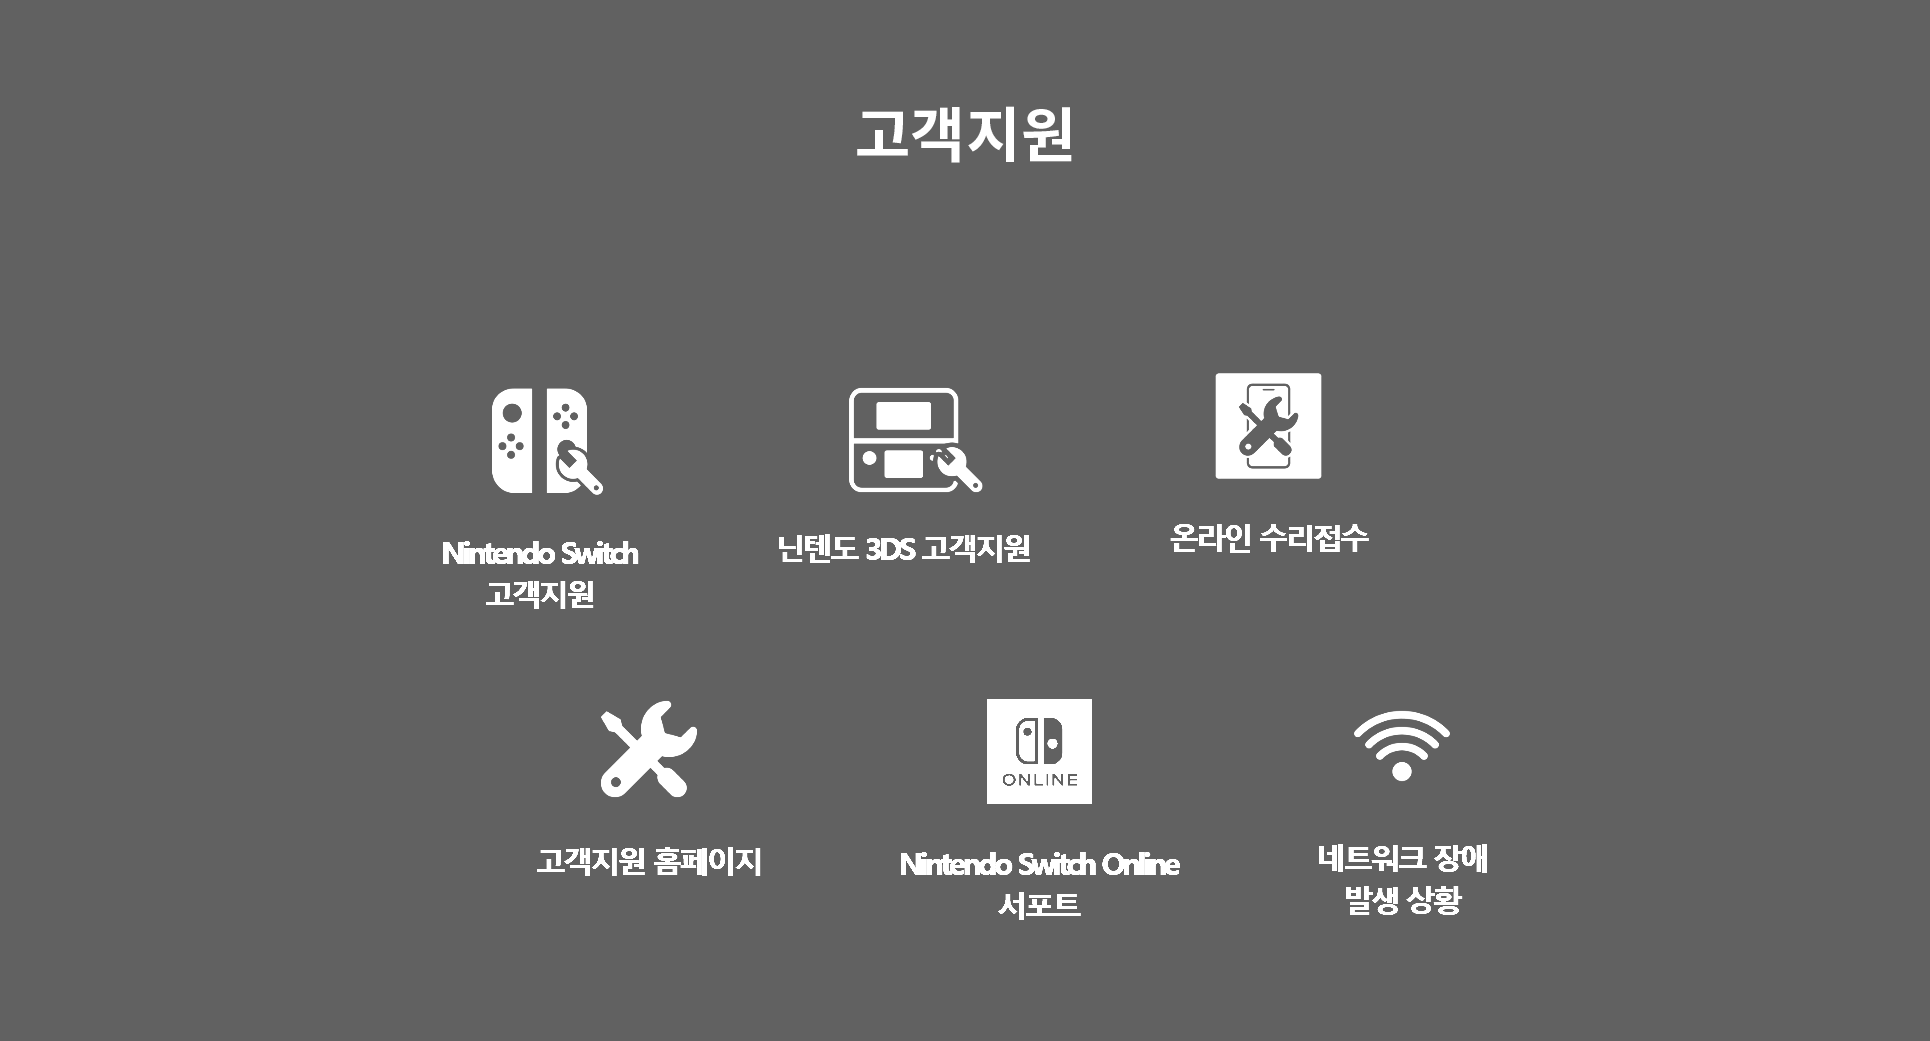 고객지원
Nintendo Switch
고객지원
닌텐도 3DS 고객지원
온라인 수리접수
고객지원 홈페이지
ONLINE
Nintendo Switch Online
서포트
네트워크 장애
발생 상황